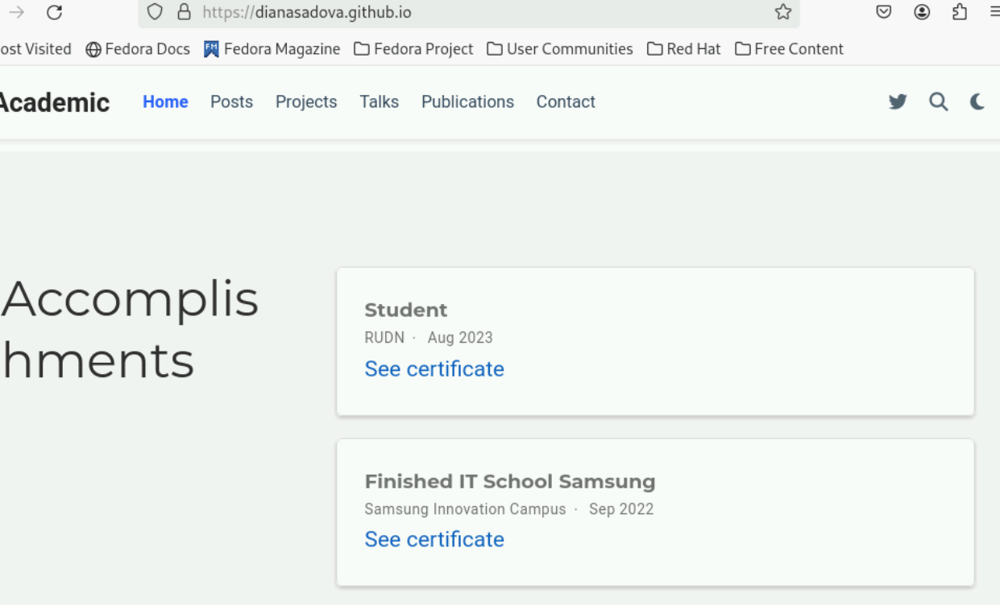 https://dianasadova.github.io
ost Visited Fedora Docs FM Fedora Magazine Fedora Project User Communities Red Hat Free Content
Academic Home Posts Projects Talks Publications Contact
Accomplis
hments
Student
RUDN · Aug 2023
See certificate
Finished IT School Samsung
Samsung Innovation Campus · Sep 2022
See certificate